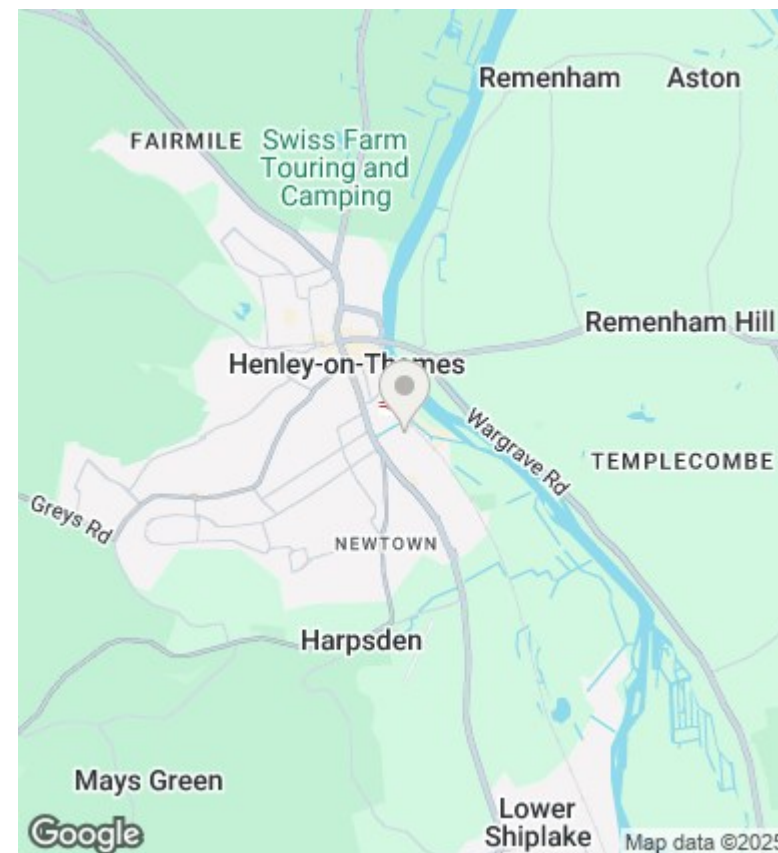 Remenham
Aston
FAIRMILE
Swiss Farm
Touring and
Camping
Remenham Hill
Henley-on-Thames
Wargrave Rd
TEMPLECOMBE
Greys Rd
NEWTOWN
Harpsden
Mays Green
Lower
Shiplake
Google
Map data ©2025